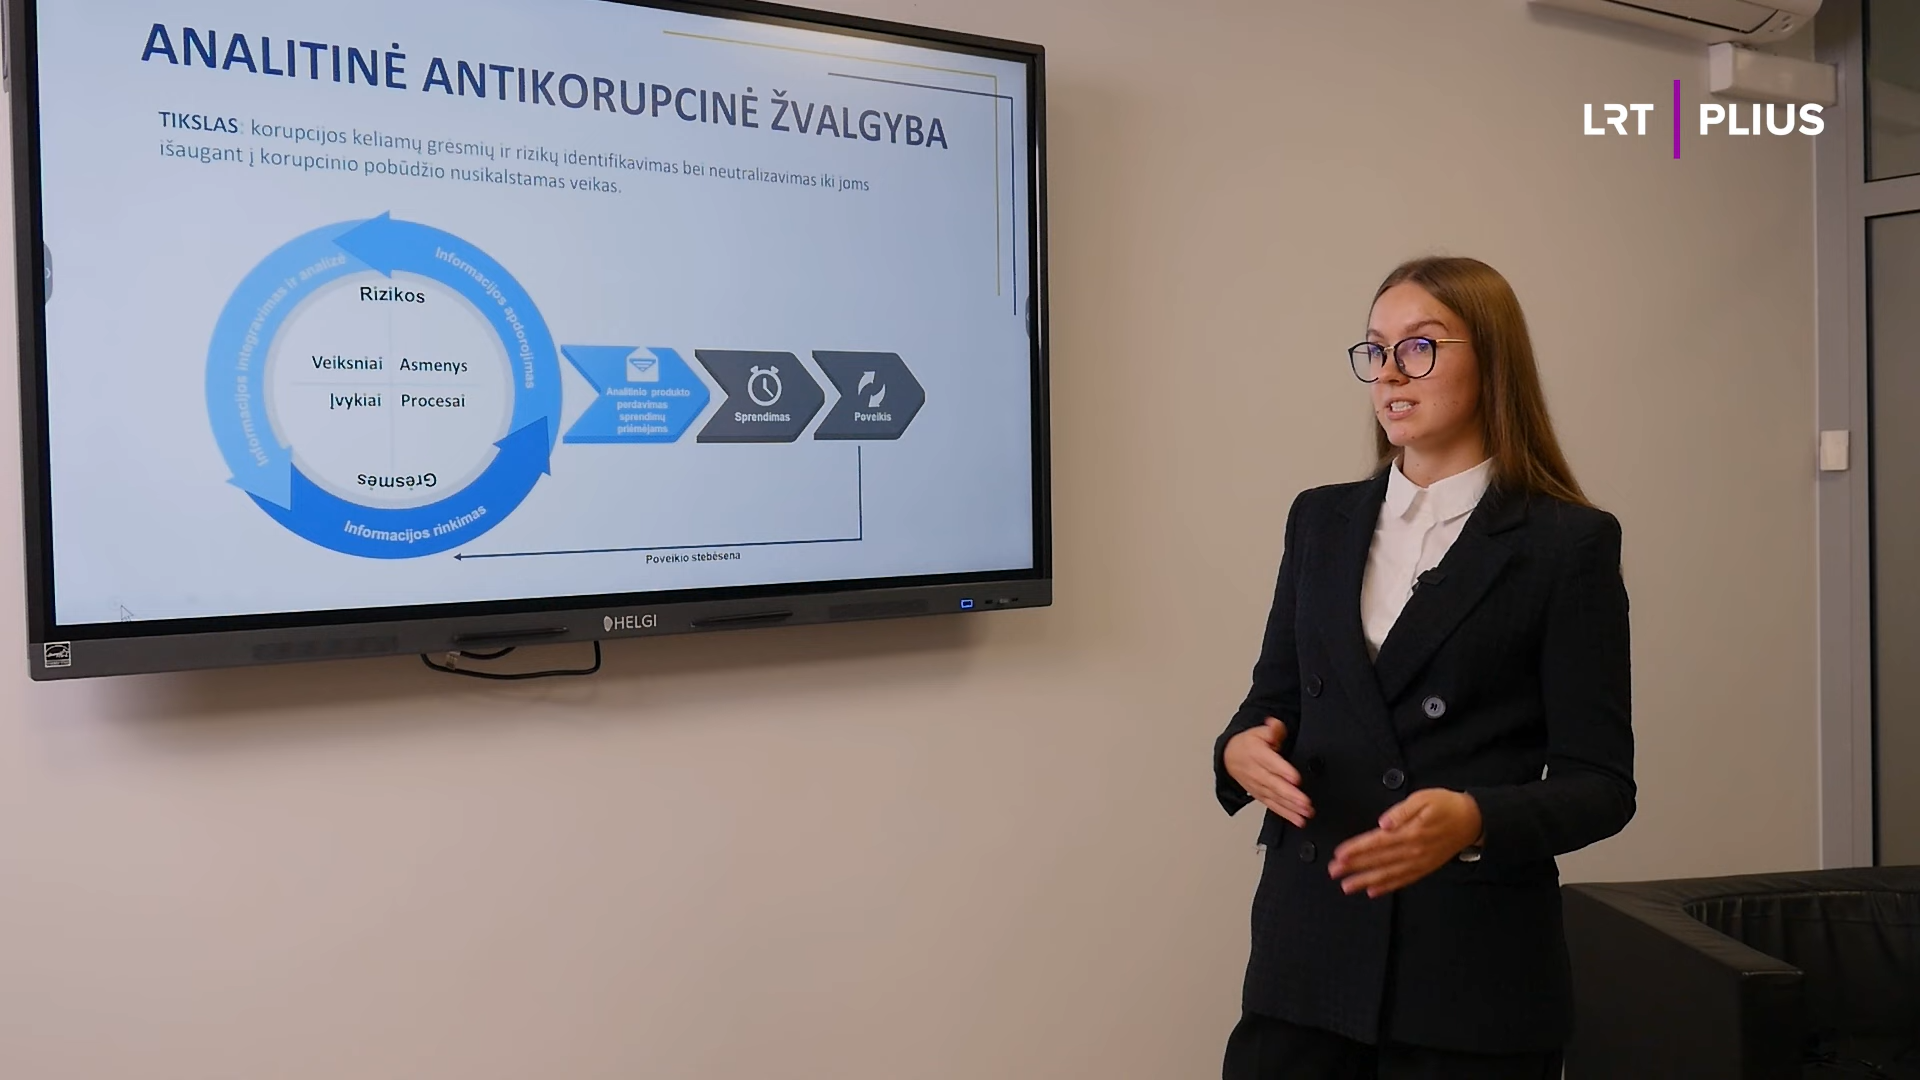 ANALITINĖ ANTIKORUPCINĖ ŽVALGYBA
TIKSLAS: korupcijos keliamų grėsmių ir rizikų identifikavimas bei neutralizavimas iki joms
išaugant į korupcinio pobūdžio nusikalstamas veikas.
LRT | PLIUS
Informacijos integravimas ir analizė
Informacijos apdorojimas
Rizikos
Veiksniai Asmenys
Įvykiai Procesai
Grėsmės
Informacijos rinkimas
Analitinio produkto
perdavimas
sprendimų
priėmėjams
Sprendimas
Poveikis
Poveikio stebėsena
HELGI